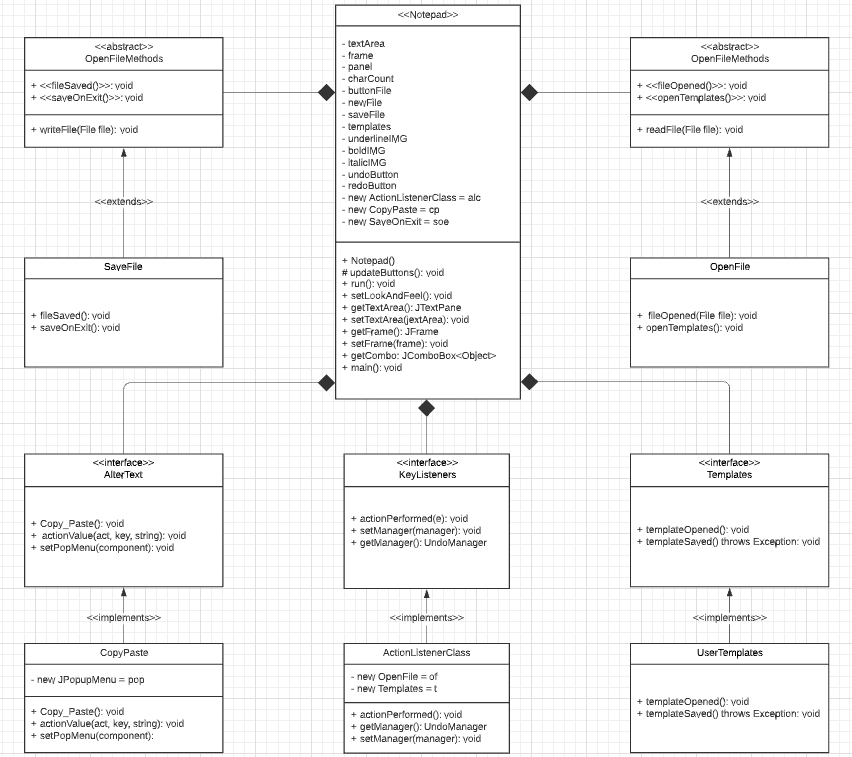 <<Notepad>>
- textArea
- frame
- panel
- charCount
- buttonFile
- newFile
- saveFile
- templates
- underlineIMG
- boldIMG
- italicIMG
- undoButton
- redoButton
- new ActionListenerClass = alc
- new CopyPaste = cp
- new SaveOnExit = soe
+ Notepad()
# updateButtons(): void
+ run(): void
+ setLookAndFeel(): void
+ getTextArea(): JTextPane
+ setTextArea(jextArea): void
+ getFrame(): JFrame
+ setFrame(frame): void
+ getCombo: JComboBox<Object>
+ main(): void
<<abstract>>
OpenFileMethods
+ <<fileSaved()>>: void
+ <<saveOnExit()>>: void
+ writeFile(File file): void
<<extends>>
SaveFile
+ fileSaved(): void
+ saveOnExit(): void
<<abstract>>
OpenFileMethods
+ <<fileOpened()>>: void
+ <<openTemplates()>>: void
+ readFile(File file): void
<<extends>>
OpenFile
+ fileOpened(File file): void
+ openTemplates(): void
<<interface>>
AlterText
+ Copy_Paste(): void
+ actionValue(act, key, string): void
+ setPopMenu(component): void
<<implements>>
CopyPaste
- new JPopupMenu = pop
+ Copy_Paste(): void
+ actionValue(act, key, string): void
+ setPopMenu(component):
<<interface>>
KeyListeners
+ actionPerformed(e): void
+ setManager(manager): void
+ getManager(): UndoManager
<<implements>>
ActionListenerClass
- new OpenFile = of
- new Templates = t
+ actionPerformed(): void
+ getManager(): UndoManager
+ setManager(manager): void
<<interface>>
Templates
+ templateOpened(): void
+ templateSaved() throws Exception: void
<<implements>>
UserTemplates
+ templateOpened(): void
+ templateSaved() throws Exception: void